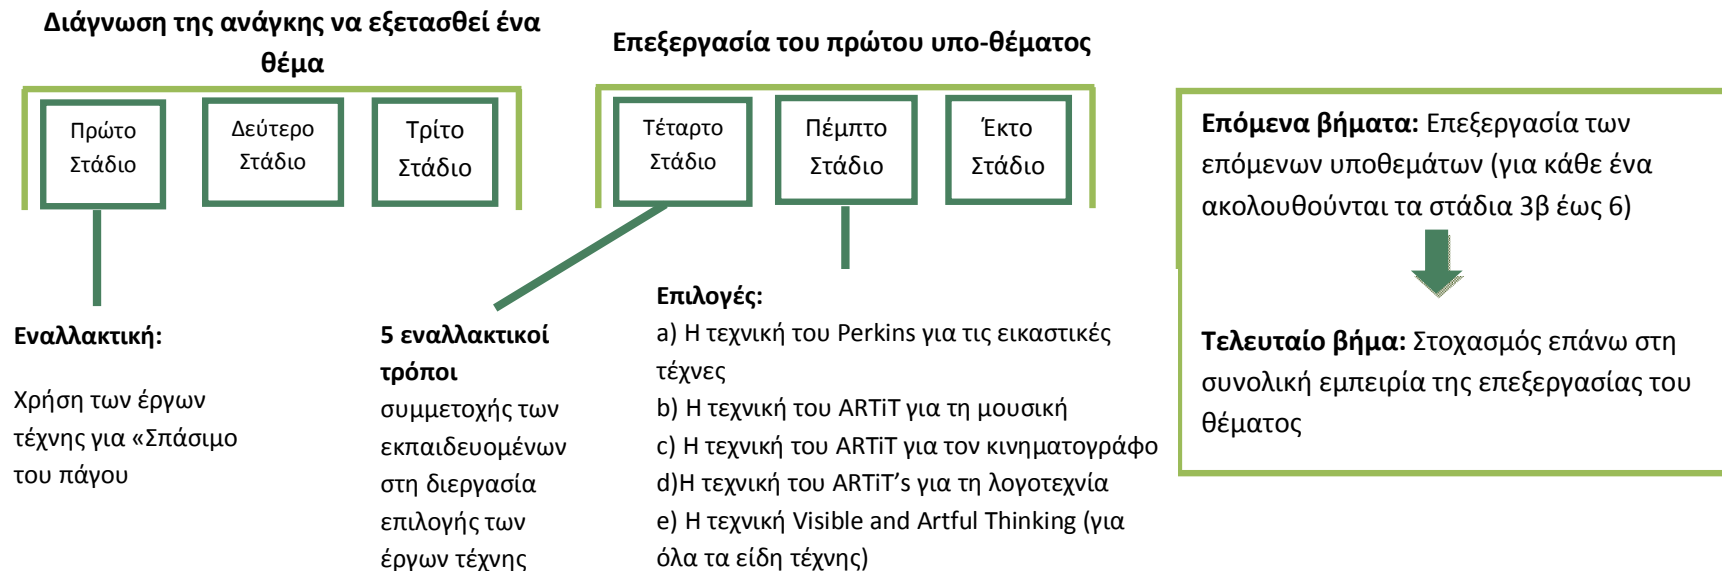 Διάγνωση της ανάγκης να εξετασθεί ένα
θέμα
Πρώτο
Στάδιο
Δεύτερο
Στάδιο
Τρίτο
Στάδιο
Εναλλακτική:
Χρήση των έργων
τέχνης για «Σπάσιμο
του πάγου
Επεξεργασία του πρώτου υπο-θέματος
Τέταρτο
Στάδιο
Πέμπτο
Στάδιο
Έκτο
Στάδιο
5 εναλλακτικοί
τρόποι
συμμετοχής των
εκπαιδευομένων
στη διεργασία
επιλογής των
έργων τέχνης
Επιλογές:
a) Η τεχνική του Perkins για τις εικαστικές
τέχνες
b) Η τεχνική του ARTiT για τη μουσική
c) Η τεχνική του ARTiT για τον κινηματογράφο
d)Η τεχνική του ARTiT’s για τη λογοτεχνία
e) Η τεχνική Visible and Artful Thinking (για
όλα τα είδη τέχνης)
Επόμενα βήματα: Επεξεργασία των
επόμενων υποθεμάτων (για κάθε ένα
ακολουθούνται τα στάδια 3β έως 6)
Τελευταίο βήμα: Στοχασμός επάνω στη
συνολική εμπειρία της επεξεργασίας του
θέματος